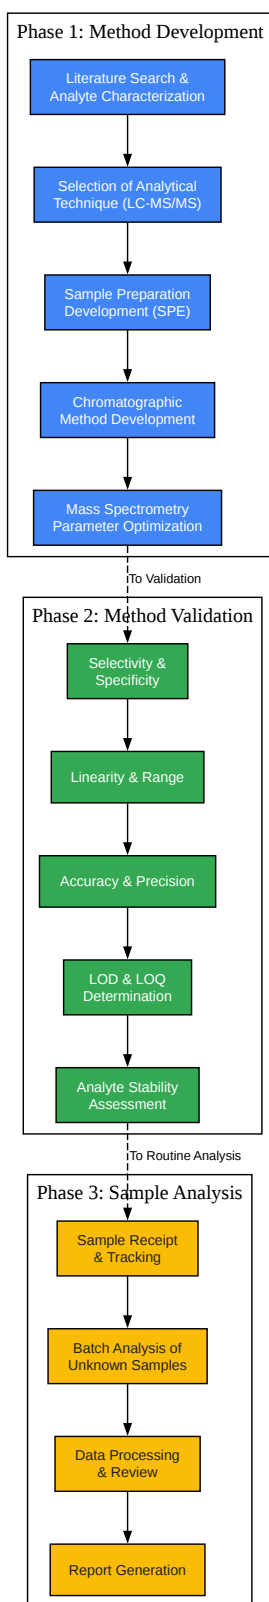 Phase 1: Method Development
Literature Search &
Analyte Characterization
Selection of Analytical
Technique (LC-MS/MS)
Sample Preparation
Development (SPE)
Chromatographic
Method Development
Mass Spectrometry
Parameter Optimization
To Validation
Phase 2: Method Validation
Selectivity &
Specificity
Linearity & Range
Accuracy & Precision
LOD & LOQ
Determination
Analyte Stability
Assessment
To Routine Analysis
Phase 3: Sample Analysis
Sample Receipt
& Tracking
Batch Analysis of
Unknown Samples
Data Processing
& Review
Report Generation